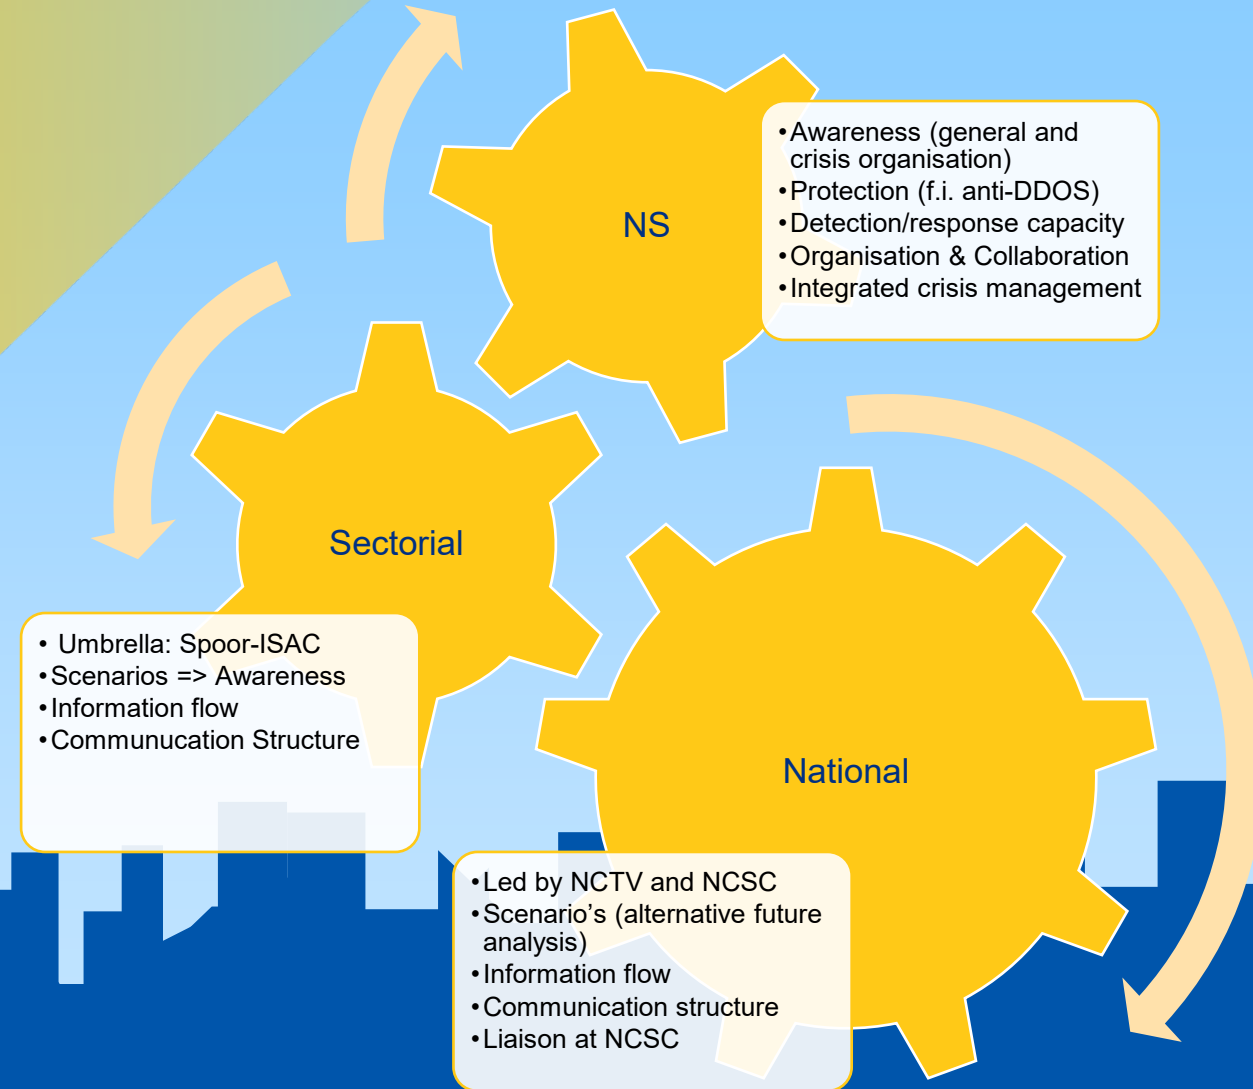 NS
•Awareness (general and
crisis organisation)
•Protection (f.i. anti-DDOS)
•Detection/response capacity
•Organisation & Collaboration
•Integrated crisis management
Sectorial
• Umbrella: Spoor-ISAC
•Scenarios => Awareness
•Information flow
•Communucation Structure
National
•Led by NCTV and NCSC
•Scenario’s (alternative future
analysis)
•Information flow
•Communication structure
•Liaison at NCSC